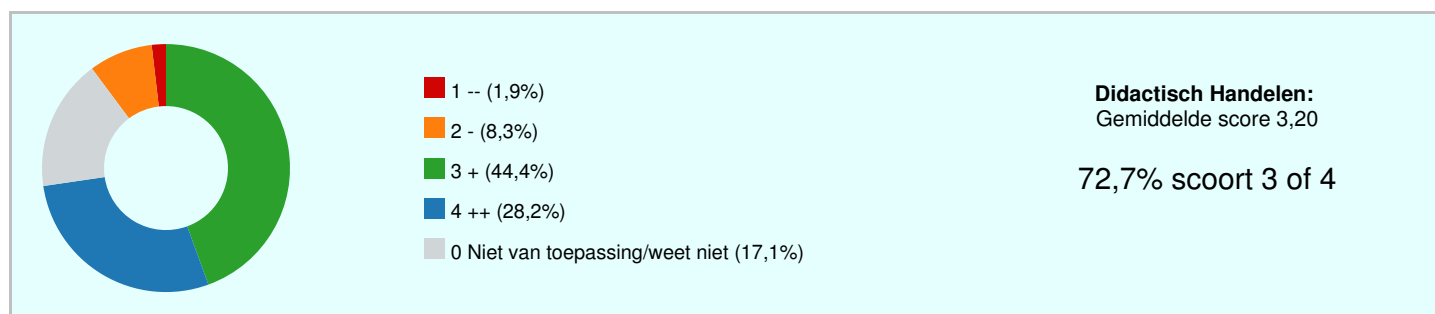 1 -- (1,9%)
2 - (8,3%)
3 + (44,4%)
4 ++ (28,2%)
0 Niet van toepassing/weet niet (17,1%)
Didactisch Handelen:
Gemiddelde score 3,20
72,7% scoort 3 of 4